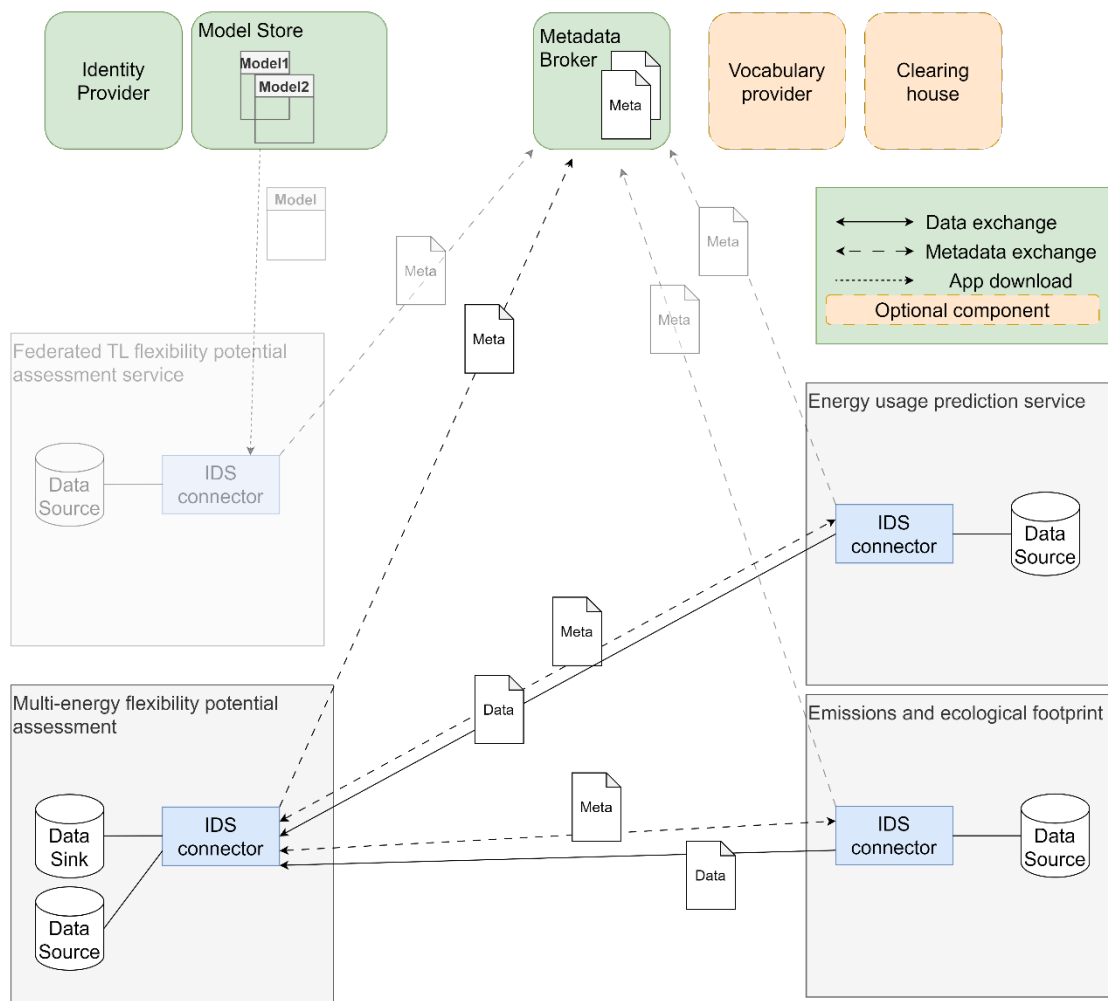 Identity
Provider
Model Store
Model1
Model2
Metadata
Broker
Meta
Vocabulary
provider
Clearing
house
Model
Meta
Meta
Meta
Meta
Data exchange
Metadata exchange
App download
Optional component
Federated TL flexibility potential
assessment service
Data
Source
IDS
connector
Energy usage prediction service
IDS
connector
Data
Source
Meta
Data
Multi-energy flexibility potential
assessment
Data
Sink
Data
Source
IDS
connector
Meta
Data
Emissions and ecological footprint
IDS
connector
Data
Source